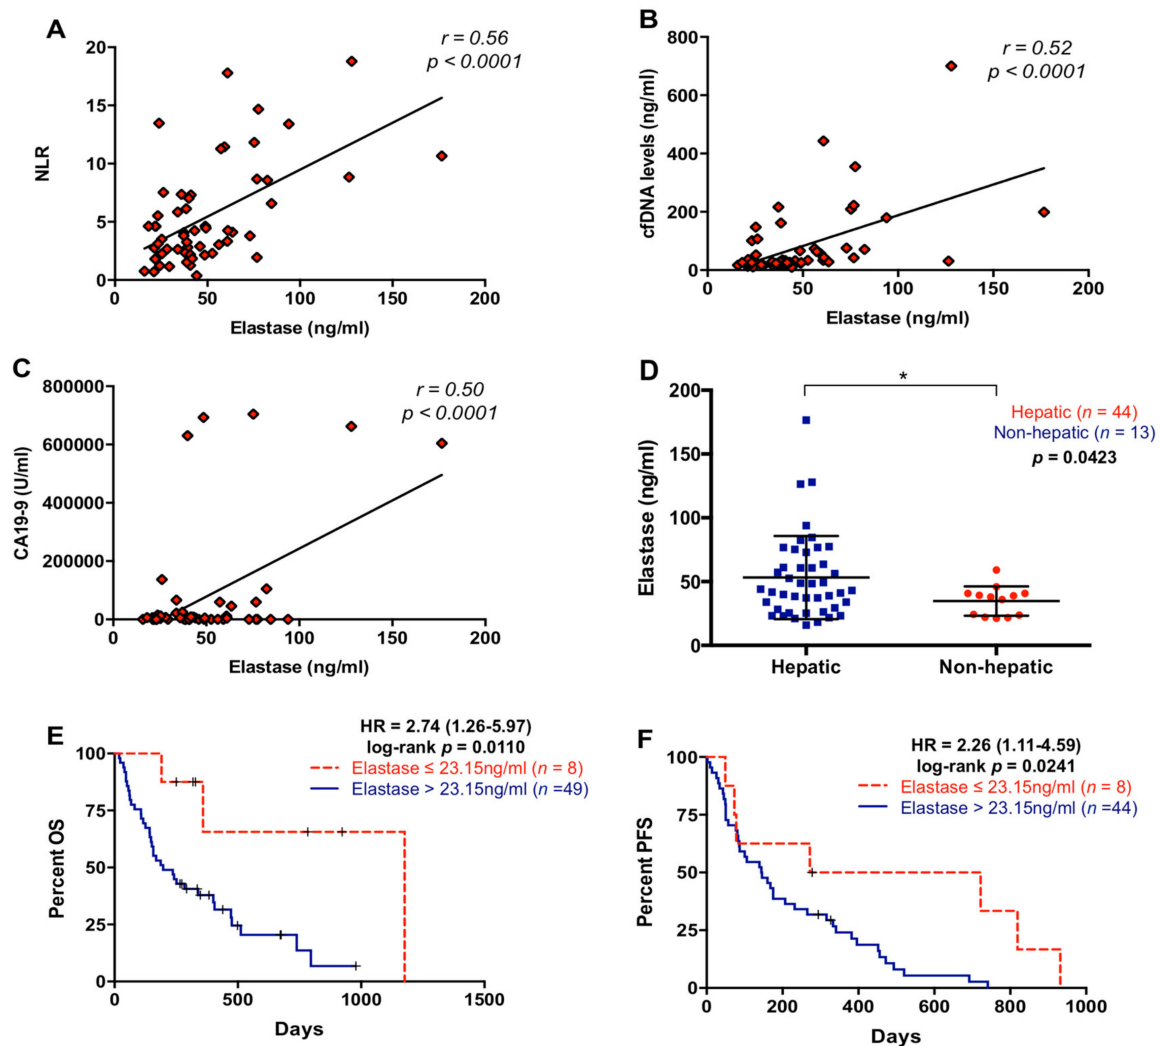 A
r = 0.56
p < 0.0001
20
15
10
5
0
NLR
0 50 100 150 200
Elastase (ng/ml)
B
r = 0.52
p < 0.0001
800
600
400
200
0
cfDNA levels (ng/ml)
0 50 100 150 200
Elastase (ng/ml)
C
r = 0.50
p < 0.0001
800000
600000
400000
200000
0
CA19-9 (U/ml)
0 50 100 150 200
Elastase (ng/ml)
D
*
Hepatic (n = 44)
Non-hepatic (n = 13)
p = 0.0423
200
150
100
50
0
Elastase (ng/ml)
Hepatic Non-hepatic
E
HR = 2.74 (1.26-5.97)
log-rank p = 0.0110
Elastase ≤ 23.15ng/ml (n = 8)
Elastase > 23.15ng/ml (n =49)
100
75
50
25
0
Percent OS
0 500 1000 1500
Days
F
HR = 2.26 (1.11-4.59)
log-rank p = 0.0241
Elastase ≤ 23.15ng/ml (n = 8)
Elastase > 23.15ng/ml (n =44)
100
75
50
25
0
Percent PFS
0 200 400 600 800 1000
Days